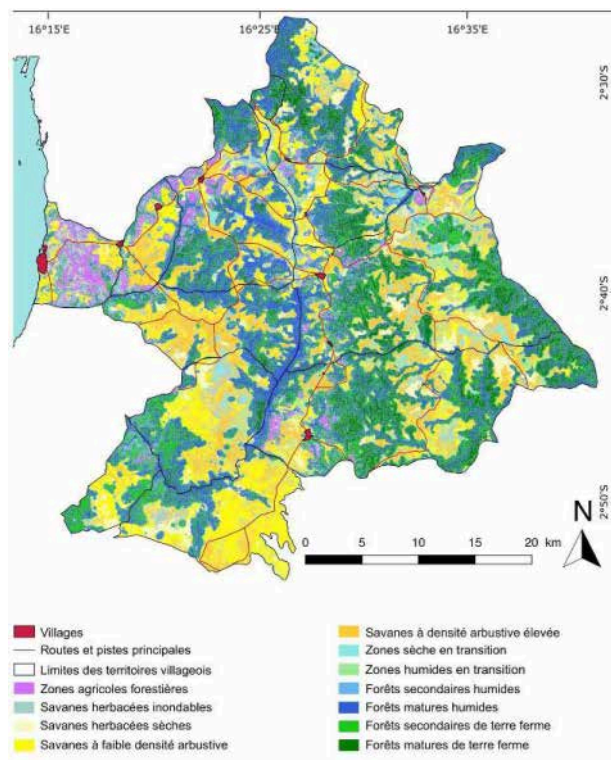 16°15'E 16°25'E 16°35'E
2°30'S
2°40'S
2°50'S
N
0 5 10 15 20 km
Villages
Routes et pistes principales
Limites des territoires villageois
Zones agricoles forestières
Savanes herbacées inondables
Savanes herbacées sèches
Savanes à faible densité arbustive
Savanes à densité arbustive élevée
Zones sèche en transition
Zones humides en transition
Forêts secondaires humides
Forêts matures humides
Forêts secondaires de terre ferme
Forêts matures de terre ferme